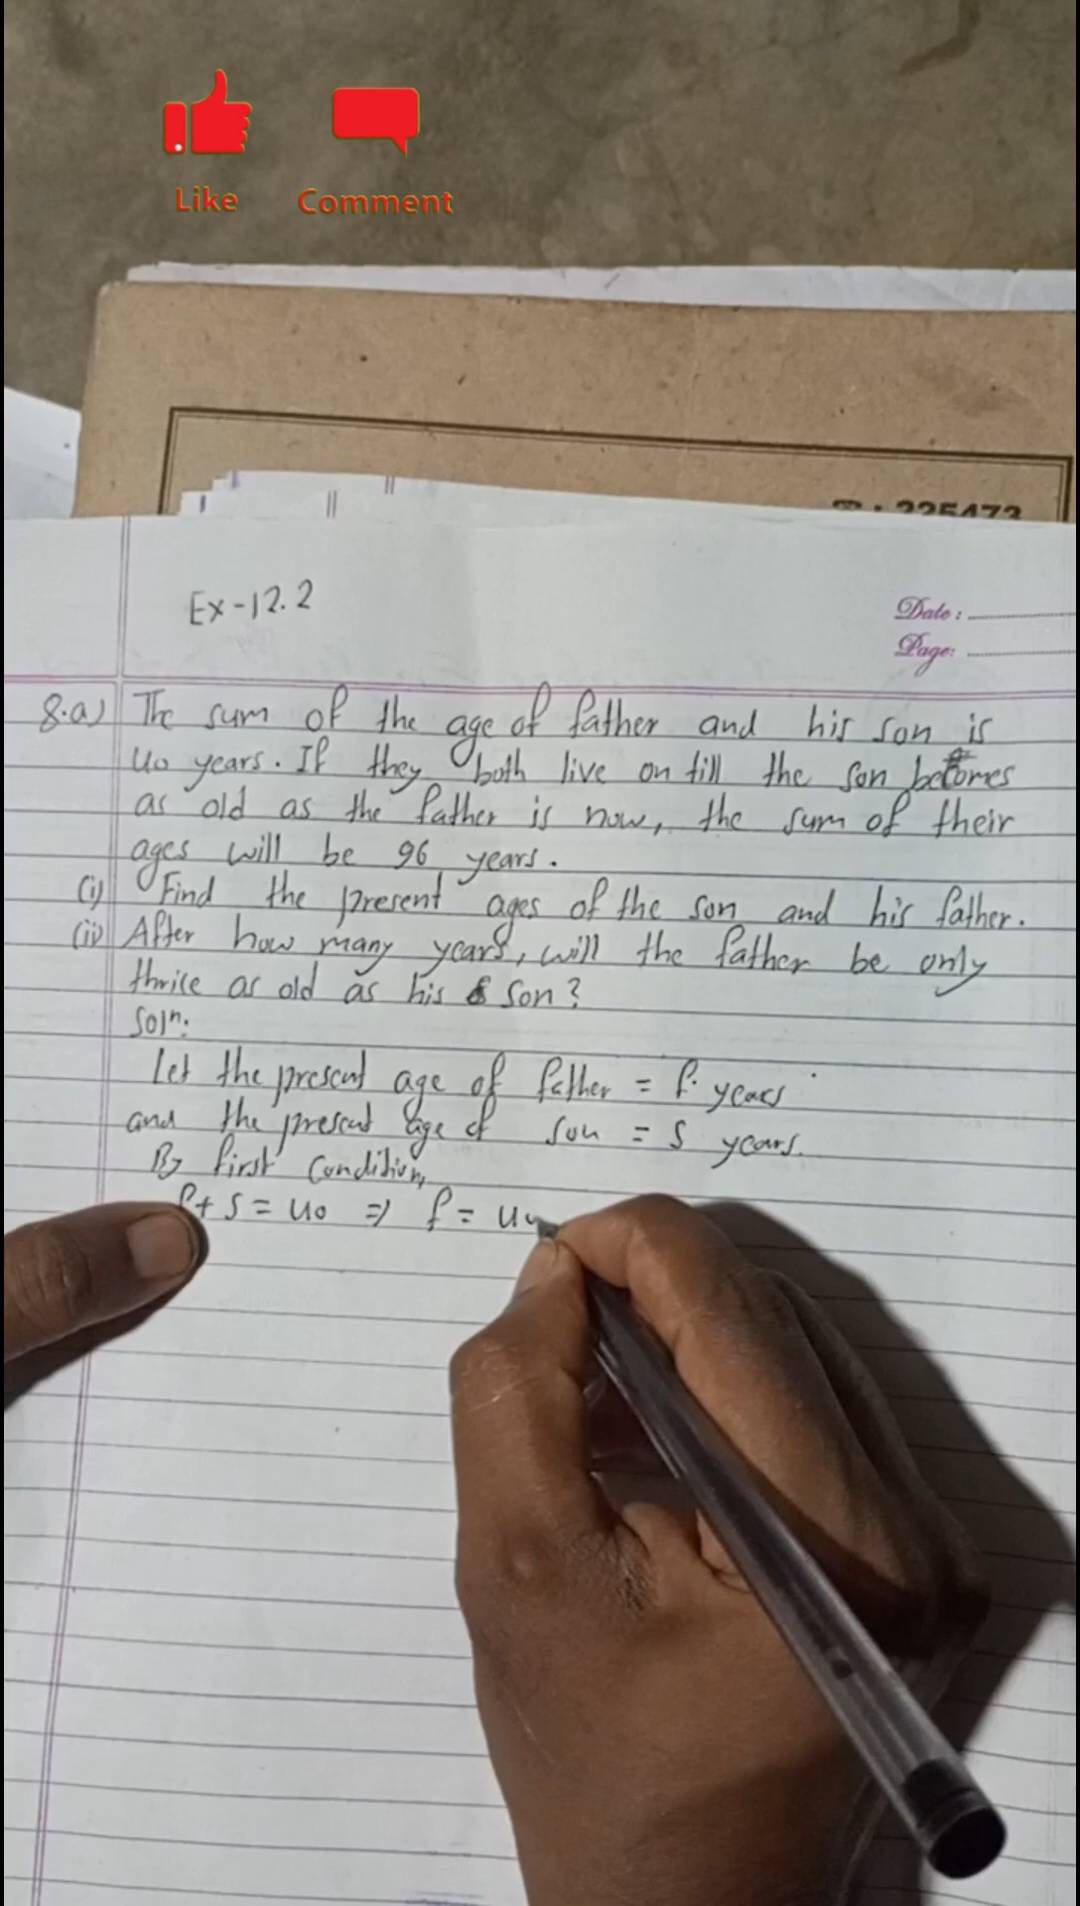 Like Comment
☎ : 225473
Ex-12.2
Date :
Page:
8.a) The sum of the age of father and his son is
40 years. If they both live on till the son becomes
as old as the father is now, the sum of their
ages will be 96 years.
(i) Find the present ages of the son and his father.
(ii) After how many years, will the father be only
thrice as old as his son?
Solⁿ:
Let the present age of father = f years
and the present age of son = s years.
By first condition,
f + s = 40 ⇒ f = 40